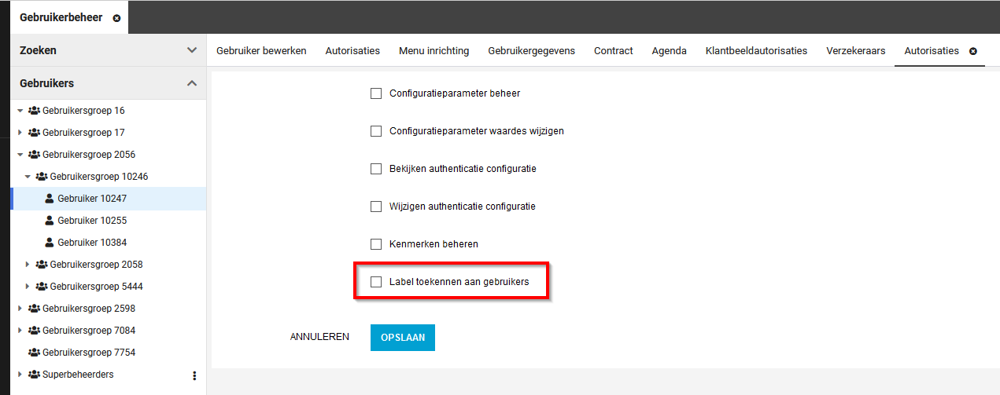 Gebruikerbeheer
Zoeken
Gebruikers
Gebruikersgroep 16
Gebruikersgroep 17
Gebruikersgroep 2056
Gebruikersgroep 10246
Gebruiker 10247
Gebruiker 10255
Gebruiker 10384
Gebruikersgroep 2058
Gebruikersgroep 5444
Gebruikersgroep 2598
Gebruikersgroep 7084
Gebruikersgroep 7754
Superbeheerders
Gebruiker bewerken Autorisaties Menu inrichting Gebruikergegevens Contract Agenda Klantbeeldautorisaties Verzekeraars Autorisaties
Configuratieparameter beheer
Configuratieparameter waardes wijzigen
Bekijken authenticatie configuratie
Wijzigen authenticatie configuratie
Kenmerken beheren
Label toekennen aan gebruikers
ANNULEREN OPSLAAN